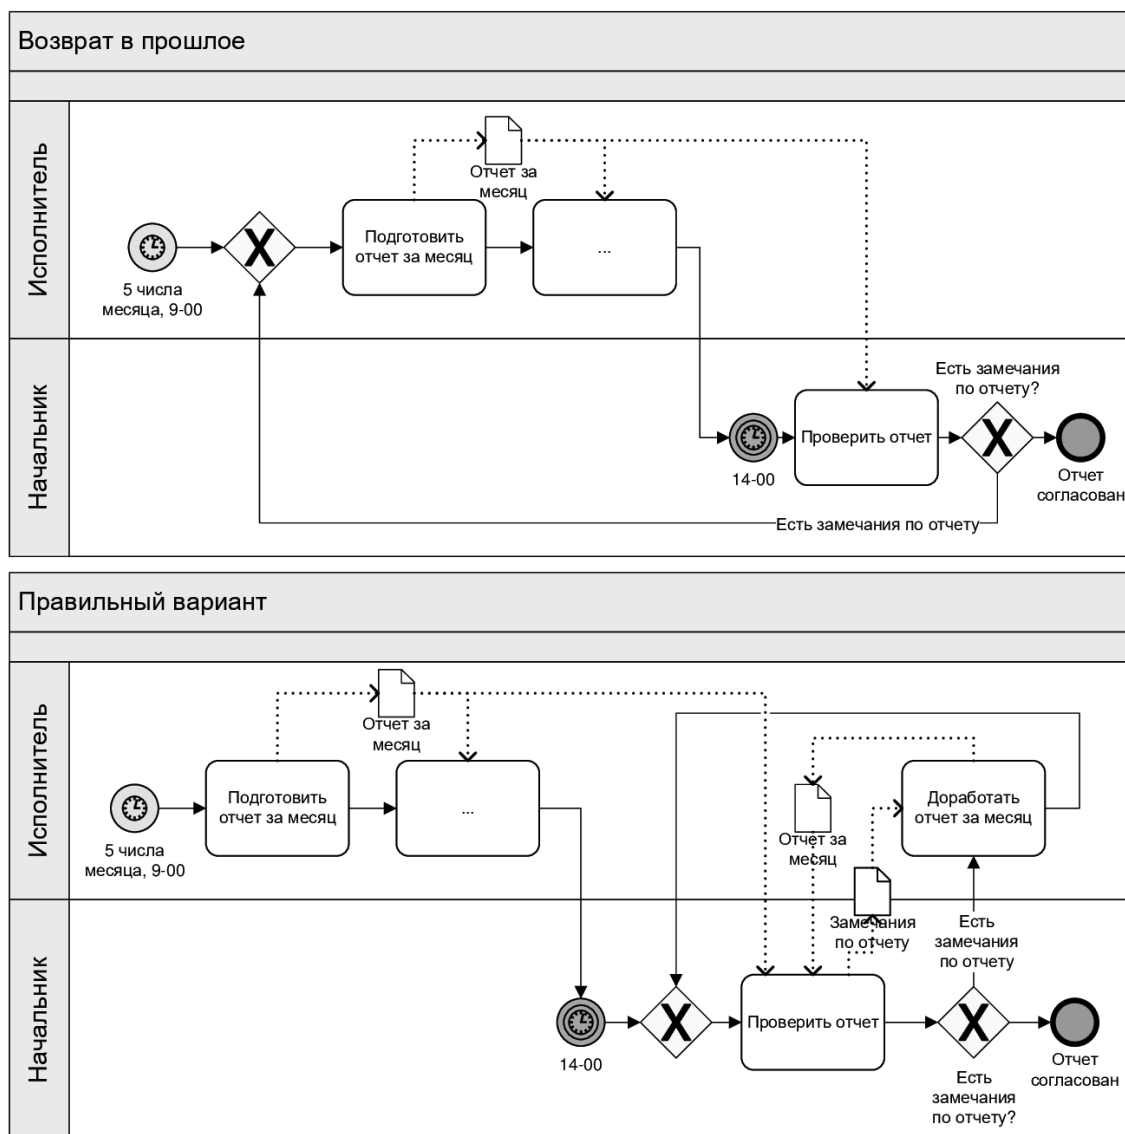 Возврат в прошлое
Исполнитель
Отчет за
месяц
Подготовить
отчет за месяц
...
5 числа
месяца, 9-00
Начальник
Есть замечания
по отчету?
Проверить отчет
14-00
Отчет
согласован
Есть замечания по отчету
Правильный вариант
Исполнитель
Отчет за
месяц
Подготовить
отчет за месяц
...
Доработать
отчет за месяц
Отчет за
месяц
5 числа
месяца, 9-00
Начальник
Замечания
по отчету
Есть
замечания
по отчету
Проверить отчет
14-00
Отчет
согласован
Есть
замечания
по отчету?